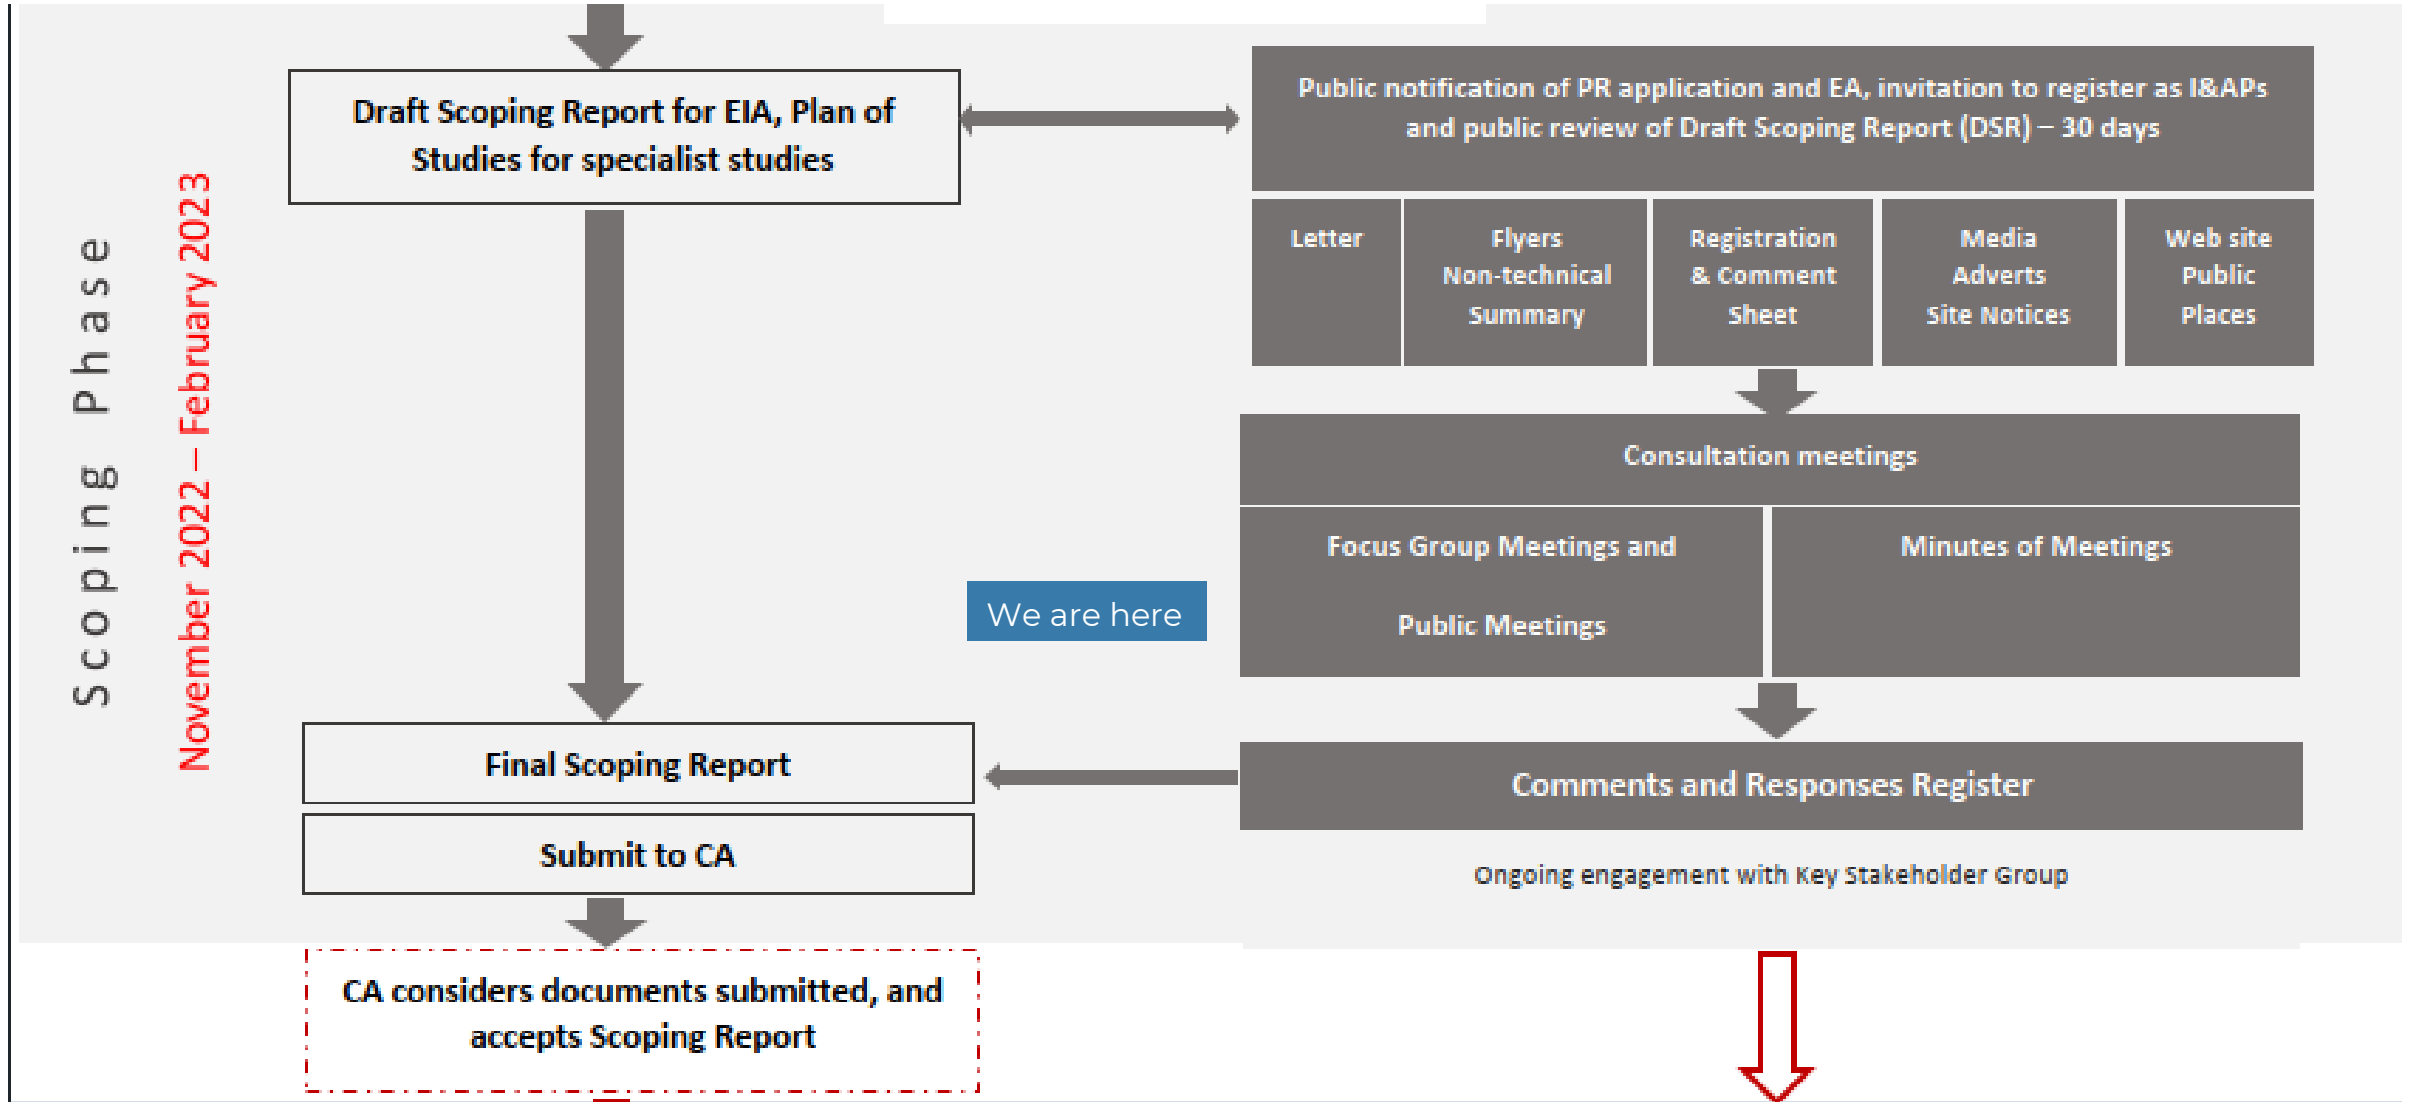 Scoping Phase
November 2022 – February 2023
Draft Scoping Report for EIA, Plan of
Studies for specialist studies
Public notification of PR application and EA, invitation to register as I&APs
and public review of Draft Scoping Report (DSR) – 30 days
Letter
Flyers
Non-technical
Summary
Registration
& Comment
Sheet
Media
Adverts
Site Notices
Web site
Public
Places
Consultation meetings
Focus Group Meetings and
Public Meetings
Minutes of Meetings
We are here
Final Scoping Report
Submit to CA
Comments and Responses Register
Ongoing engagement with Key Stakeholder Group
CA considers documents submitted, and
accepts Scoping Report